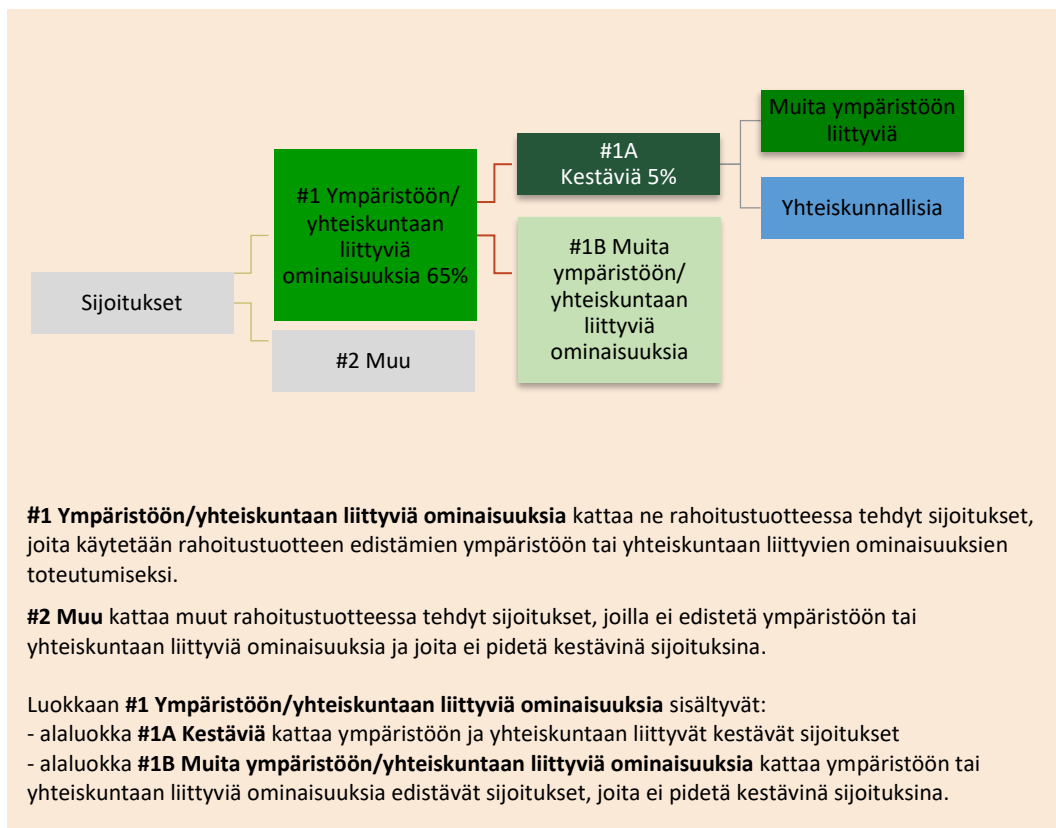 Sijoitukset
#1 Ympäristöön/
yhteiskuntaan
liittyviä
ominaisuuksia 65%
#2 Muu
#1A
Kestäviä 5%
#1B Muita
ympäristöön/
yhteiskuntaan
liittyviä
ominaisuuksia
Muita ympäristöön
liittyviä
Yhteiskunnallisia
#1 Ympäristöön/yhteiskuntaan liittyviä ominaisuuksia kattaa ne rahoitustuotteessa tehdyt sijoitukset,
joita käytetään rahoitustuotteen edistämien ympäristöön tai yhteiskuntaan liittyvien ominaisuuksien
toteutumiseksi.
#2 Muu kattaa muut rahoitustuotteessa tehdyt sijoitukset, joilla ei edistetä ympäristöön tai
yhteiskuntaan liittyviä ominaisuuksia ja joita ei pidetä kestävinä sijoituksina.
Luokkaan #1 Ympäristöön/yhteiskuntaan liittyviä ominaisuuksia sisältyvät:
- alaluokka #1A Kestäviä kattaa ympäristöön ja yhteiskuntaan liittyvät kestävät sijoitukset
- alaluokka #1B Muita ympäristöön/yhteiskuntaan liittyviä ominaisuuksia kattaa ympäristöön tai
yhteiskuntaan liittyviä ominaisuuksia edistävät sijoitukset, joita ei pidetä kestävinä sijoituksina.